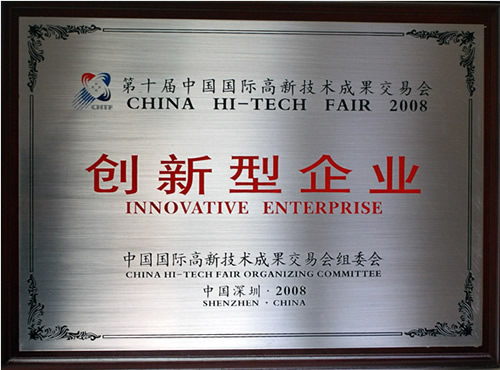 第十届中国国际高新技术成果交易会
CHTF
CHINA HI-TECH FAIR 2008
创新型企业
INNOVATIVE ENTERPRISE
中国国际高新技术成果交易会组委会
CHINA HI-TECH FAIR ORGANIZING COMMITTEE
中国深圳·2008
SHENZHEN·CHINA